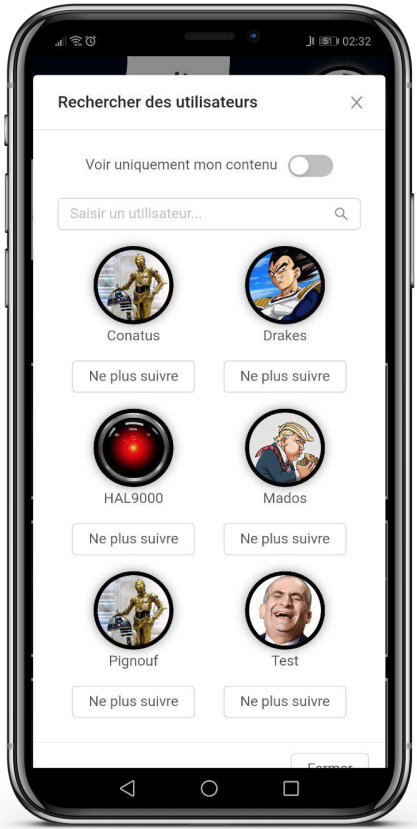 51 02:32
Rechercher des utilisateurs
Voir uniquement mon contenu
Saisir un utilisateur...
Conatus
Drakes
Ne plus suivre
Ne plus suivre
HAL9000
Mados
Ne plus suivre
Ne plus suivre
Pignouf
Test
Ne plus suivre
Ne plus suivre
Fermer